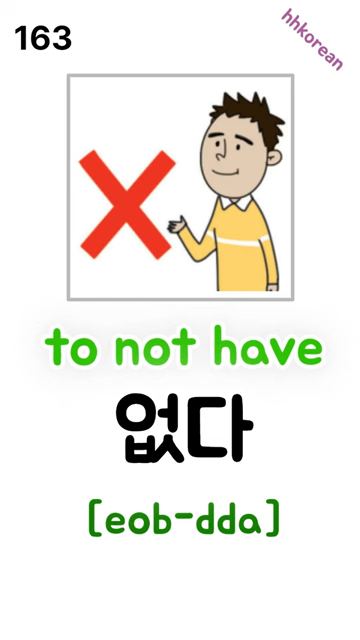 163
hhkorean
to not have
없다
[eob-dda]